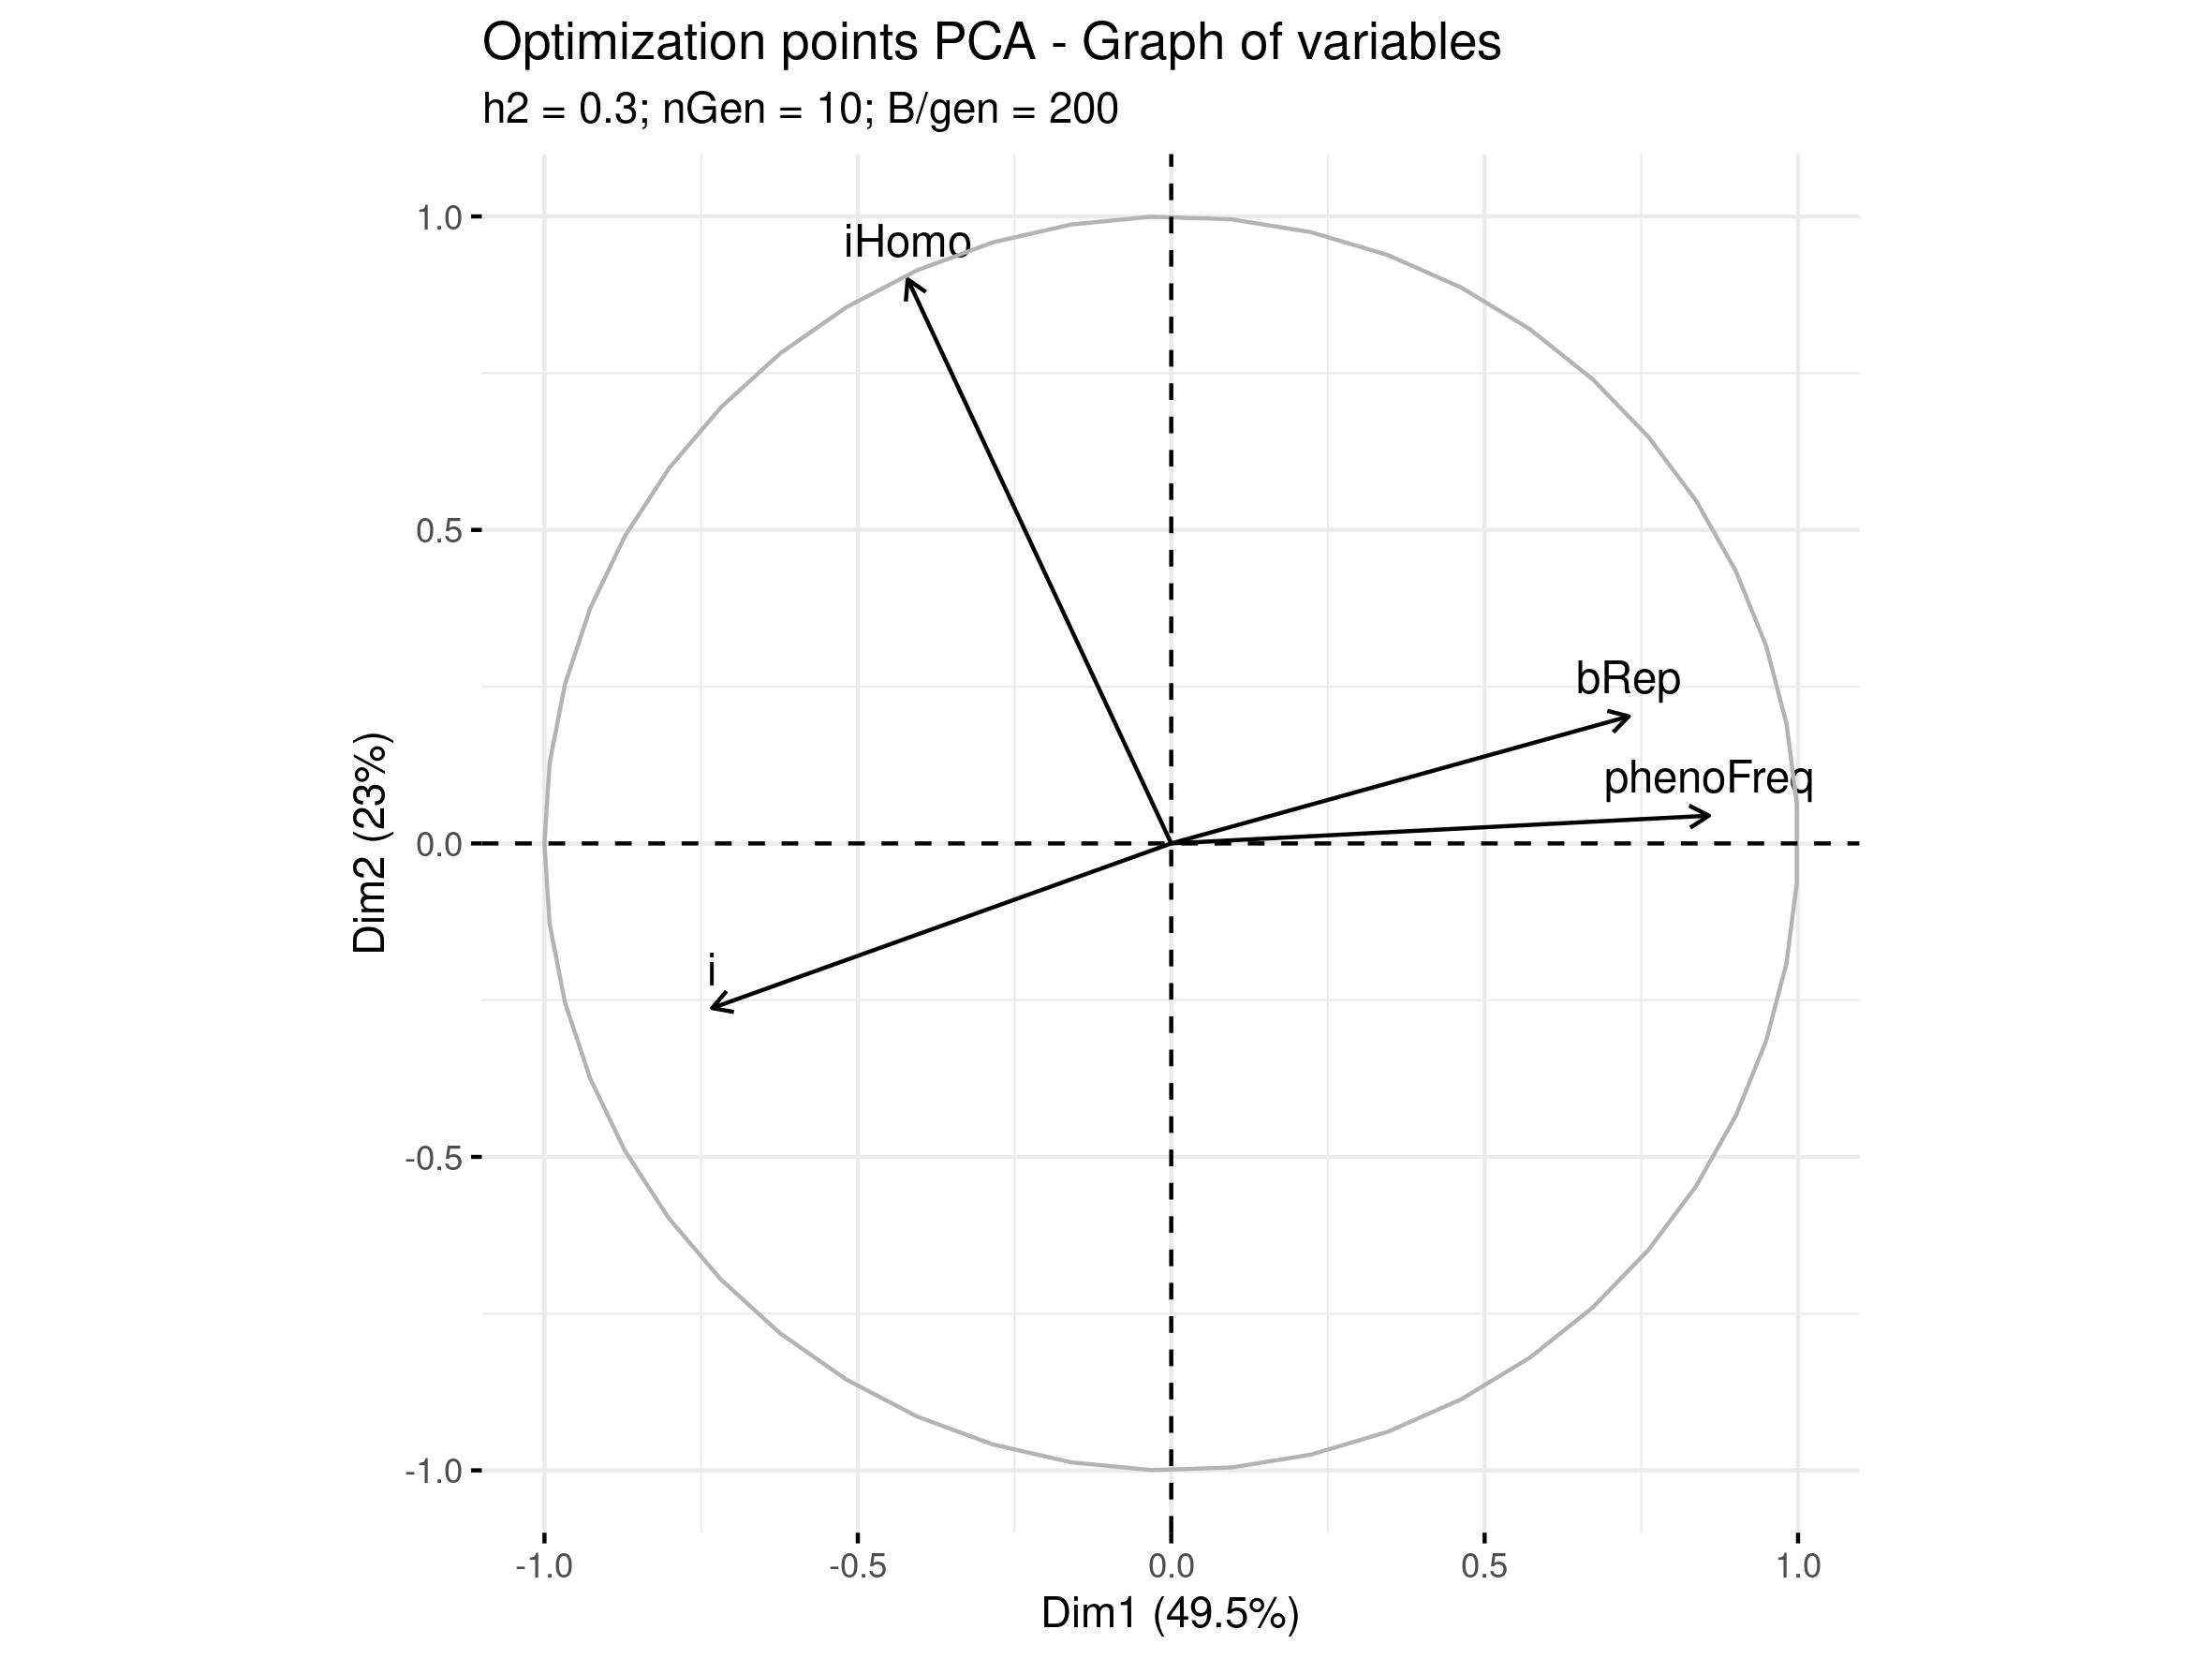 Optimization points PCA - Graph of variables
h2 = 0.3; nGen = 10; B/gen = 200
1.0
iHomo
0.5
bRep
phenoFreq
Dim2 (23%)
0.0
i
-0.5
-1.0
-1.0
-0.5
0.0
0.5
1.0
Dim1 (49.5%)